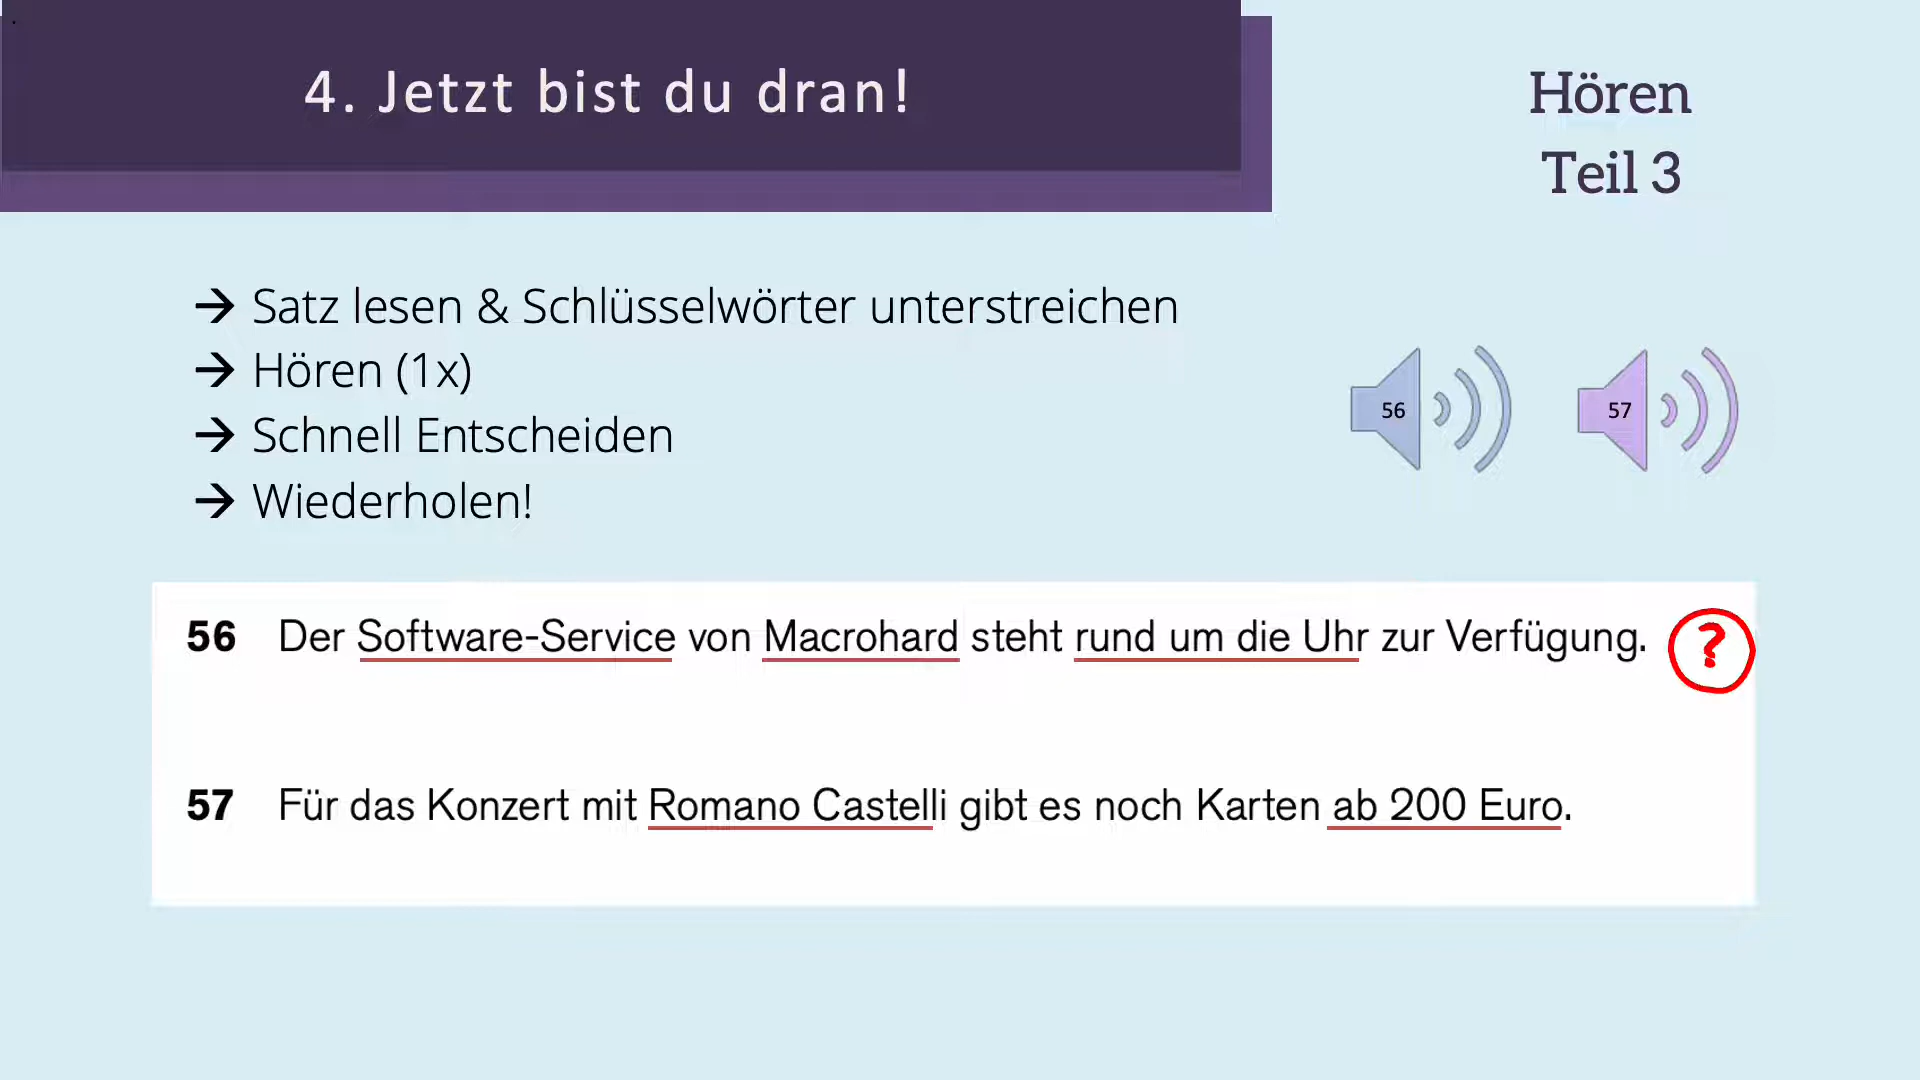 4. Jetzt bist du dran!
Hören
Teil 3
→ Satz lesen & Schlüsselwörter unterstreichen
→ Hören (1x)
→ Schnell Entscheiden
→ Wiederholen!
56
57
56 Der Software-Service von Macrohard steht rund um die Uhr zur Verfügung. ?
57 Für das Konzert mit Romano Castelli gibt es noch Karten ab 200 Euro.